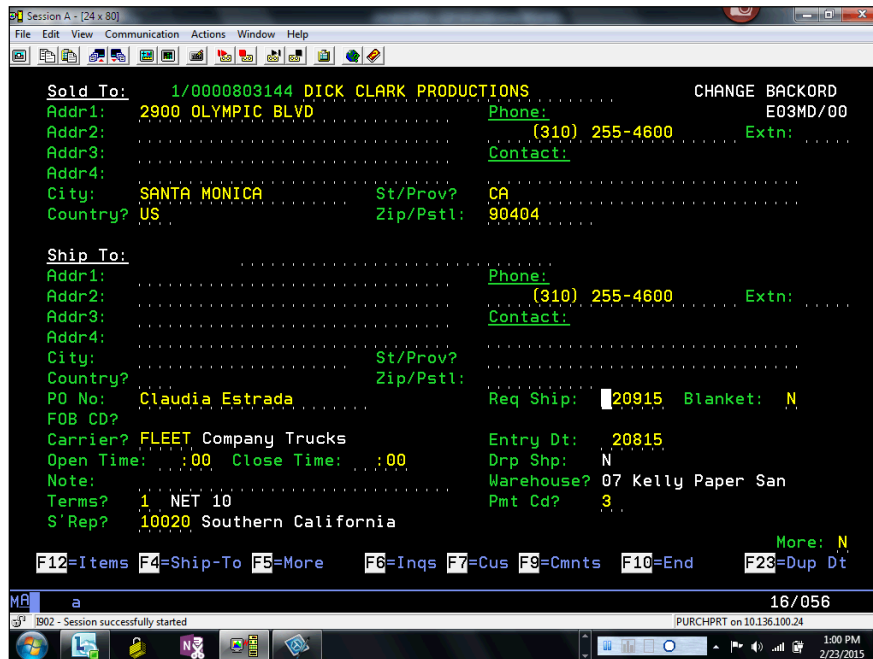 Session A - [24 x 80]
File Edit View Communication Actions Window Help
Sold To: 1/0000803144 DICK CLARK PRODUCTIONS CHANGE BACKORD
Addr1: 2900 OLYMPIC BLVD Phone: E03MD/00
Addr2: (310) 255-4600 Extn:
Addr3: Contact:
Addr4:
City: SANTA MONICA St/Prov? CA
Country? US Zip/Pstl: 90404
Ship To:
Addr1: Phone:
Addr2: (310) 255-4600 Extn:
Addr3: Contact:
Addr4:
City: St/Prov?
Country? Zip/Pstl:
PO No: Claudia Estrada Req Ship: 20915 Blanket: N
FOB CD?
Carrier? FLEET Company Trucks Entry Dt: 20815
Open Time: :00 Close Time: :00 Drp Shp: N
Note: Warehouse? 07 Kelly Paper San
Terms? 1 NET 10 Pmt Cd? 3
S'Rep? 10020 Southern California
More: N
F12=Items F4=Ship-To F5=More F6=Inqs F7=Cus F9=Cmnts F10=End F23=Dup Dt
MA a 16/056
I902 - Session successfully started PURCHPRT on 10.136.100.24
1:00 PM
2/23/2015